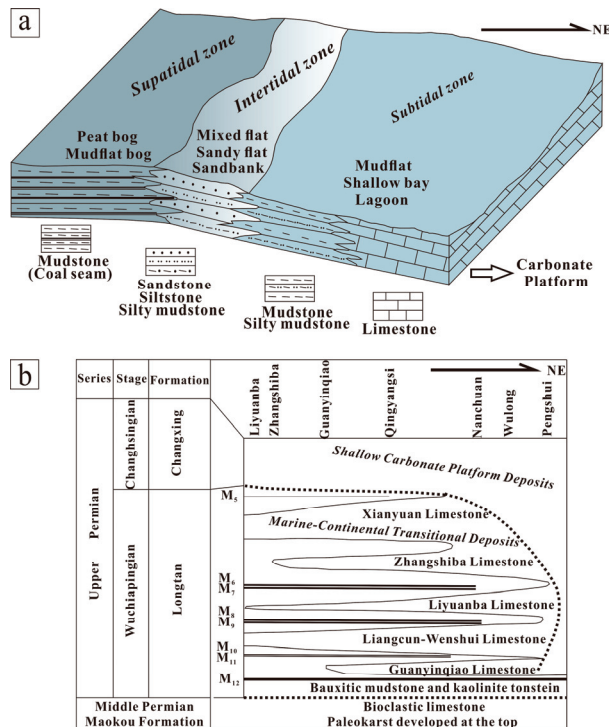 a
NE
Supatidal zone
Intertidal zone
Subtidal zone
Peat bog
Mudflat bog
Mixed flat
Sandy flat
Sandbank
Mudflat
Shallow bay
Lagoon
Mudstone
(Coal seam)
Sandstone
Siltstone
Silty mudstone
Mudstone
Silty mudstone
Limestone
Carbonate
Platform
b
Series Stage Formation
Liyuanba
Zhangshiba
Guanyinqiao
Qingyangsi
Nanchuan
Wulong
Pengshui
NE
Upper Permian
Changhsingian
Changxing
Wuchiapingian
Longtan
Shallow Carbonate Platform Deposits
M5
Xianyuan Limestone
Marine-Continental Transitional Deposits
Zhangshiba Limestone
M6
M7
Liyuanba Limestone
M8
M9
Liangcun-Wenshui Limestone
M10
M11
Guanyinqiao Limestone
M12
Bauxitic mudstone and kaolinite tonstein
Middle Permian
Maokou Formation
Bioclastic limestone
Paleokarst developed at the top